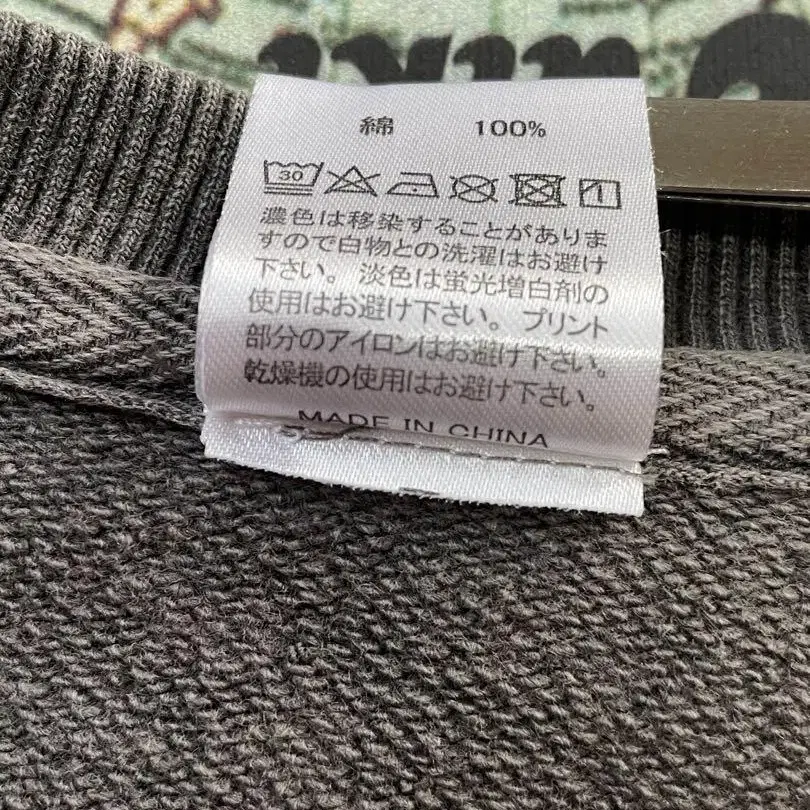 綿 100%
30
濃色は移染することがありま
すので白物との洗濯はお避け
下さい。淡色は蛍光増白剤の
使用はお避け下さい。プリント
部分のアイロンはお避け下さい。
乾燥機の使用はお避け下さい。
MADE IN CHINA